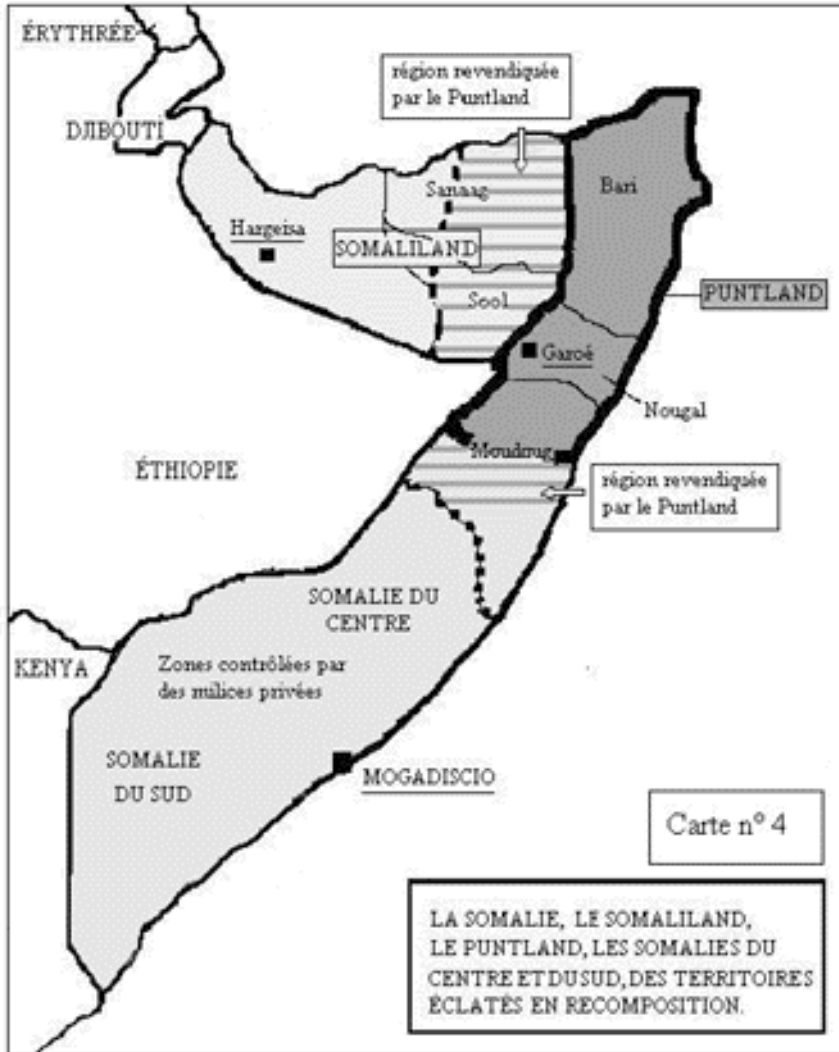 ÉRYTHRÉE
région revendiquée
par le Puntland
DJIBOUTI
Sanaag
Bari
Hargeisa
SOMALILAND
PUNTLAND
Sool
Garoé
Nougal
Moudoug
ÉTHIOPIE
région revendiquée
par le Puntland
SOMALIE DU
CENTRE
KENYA
Zones contrôlées par
des milices privées
SOMALIE
DU SUD
MOGADISCIO
Carte n° 4
LA SOMALIE, LE SOMALILAND,
LE PUNTLAND, LES SOMALIES DU
CENTRE ET DU SUD, DES TERRITOIRES
ÉCLATÉS EN RECOMPOSITION.